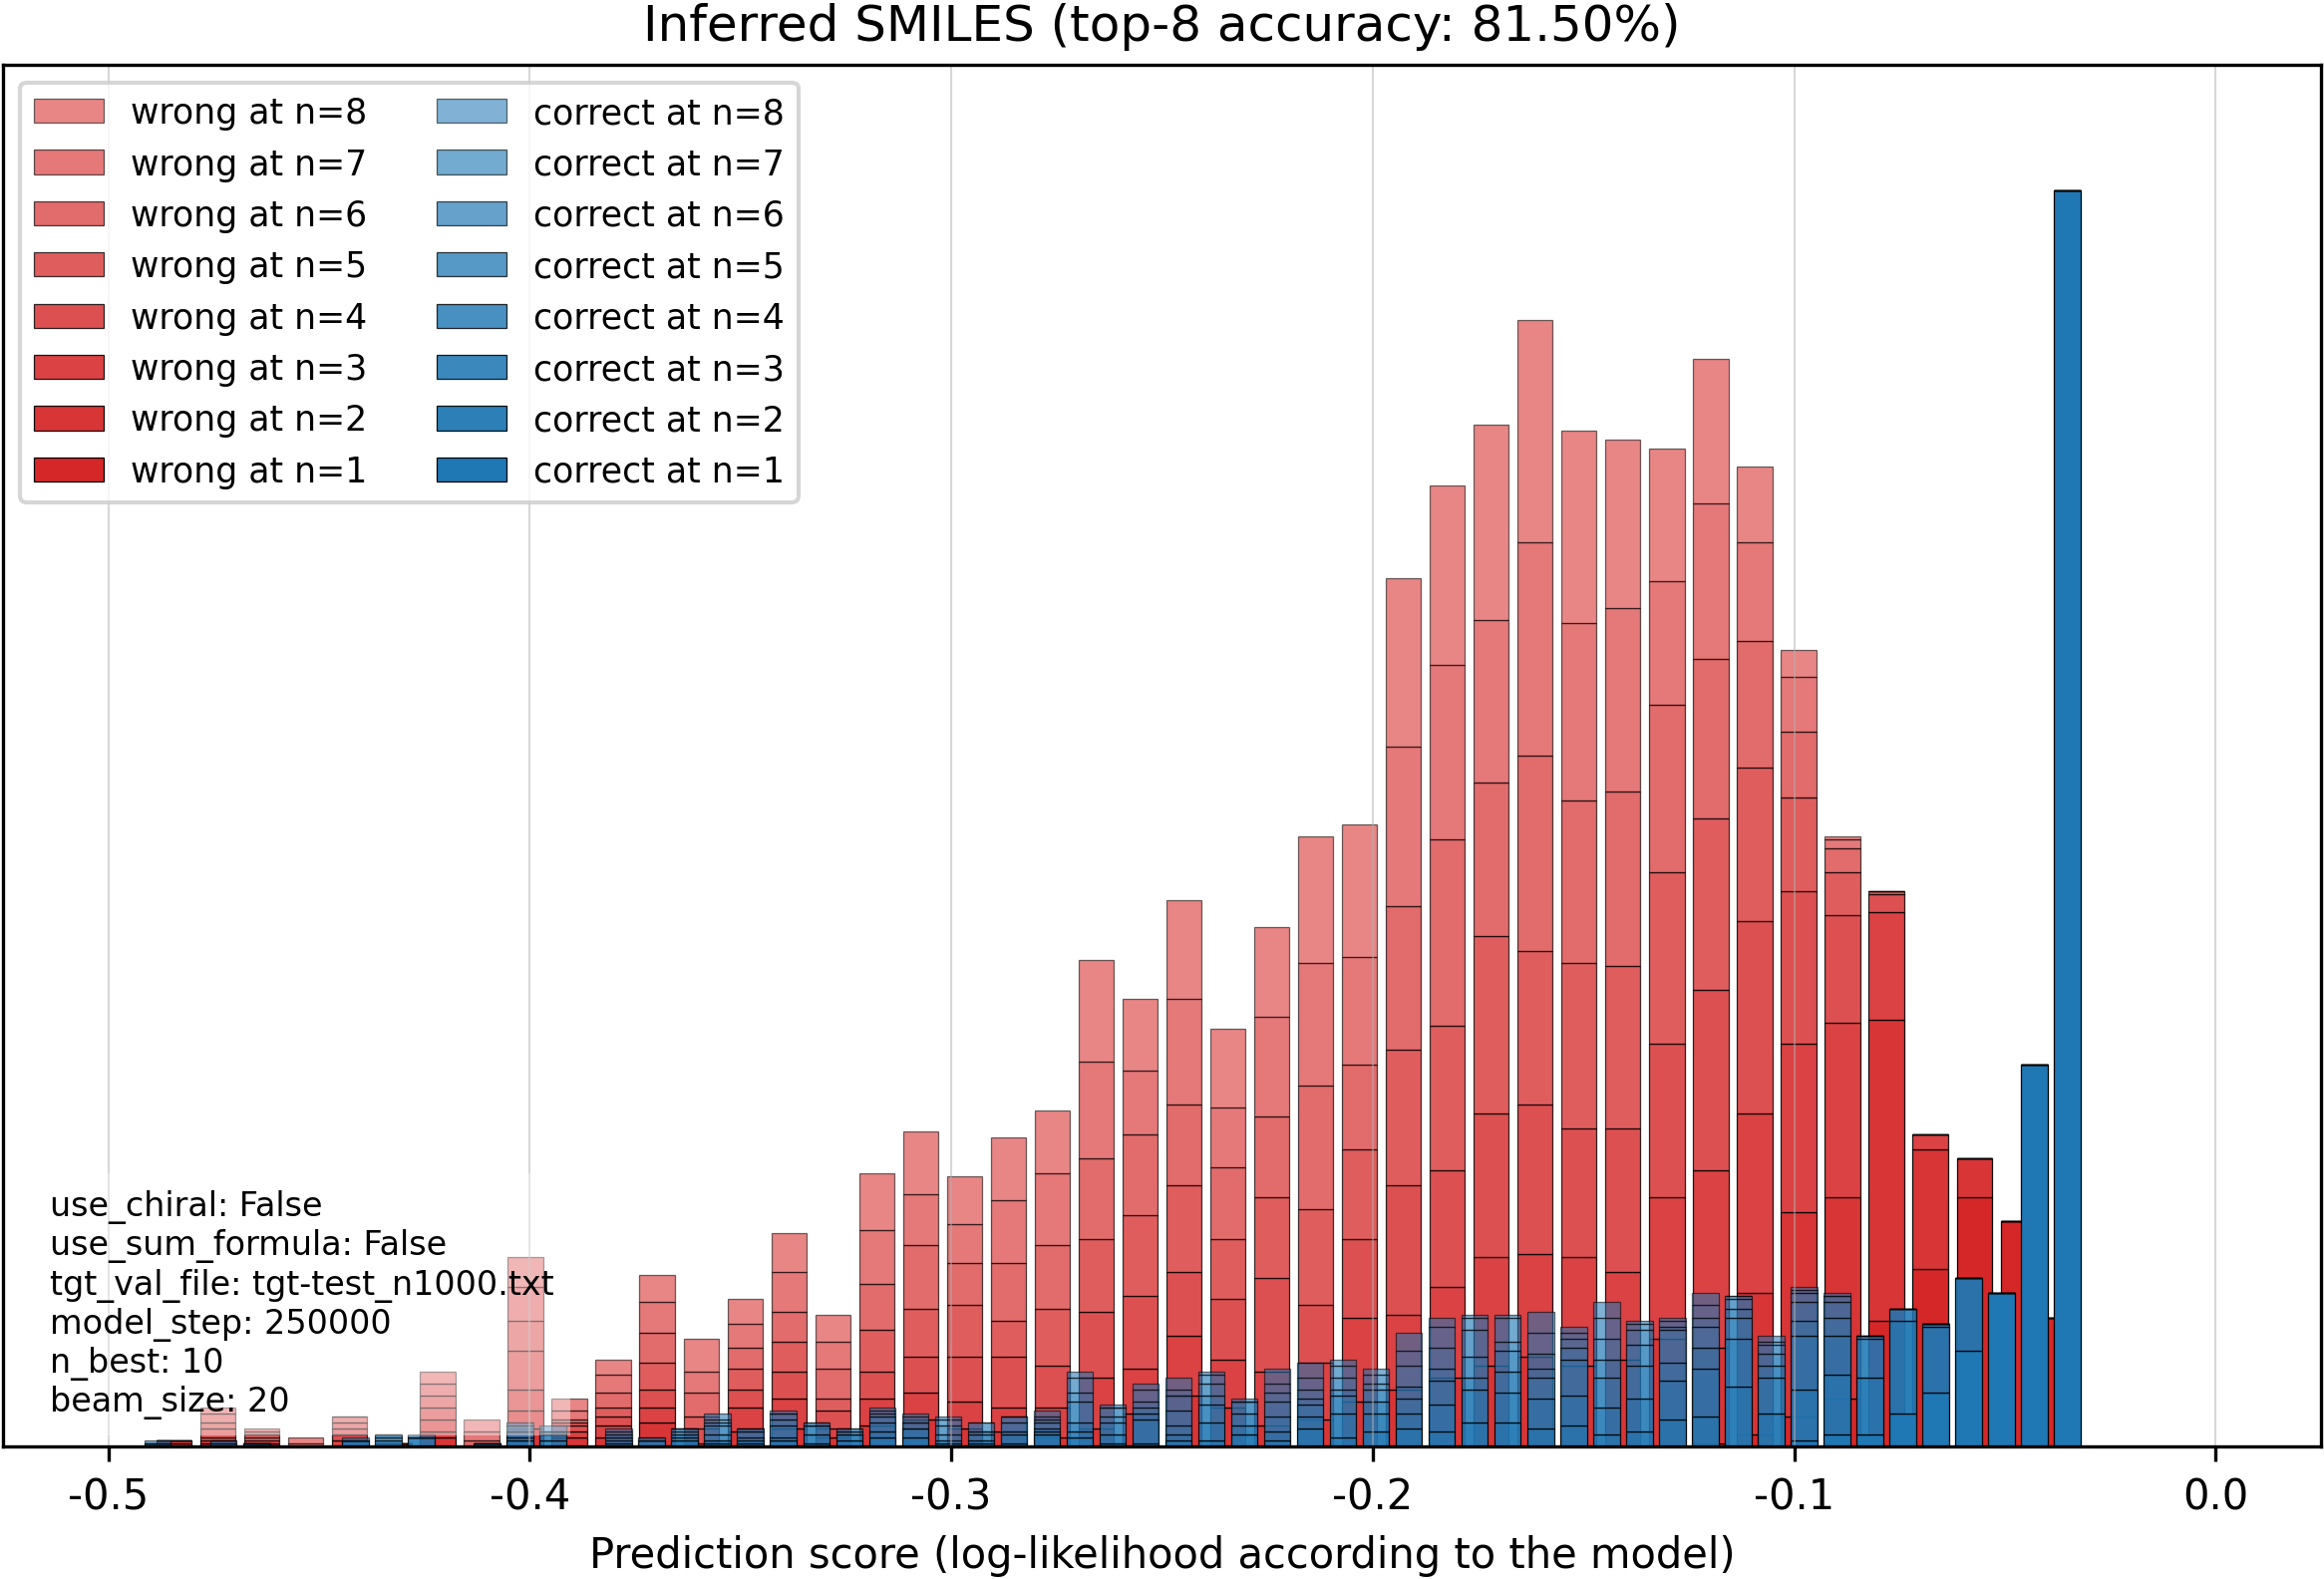 Inferred SMILES (top-8 accuracy: 81.50%)
wrong at n=8
wrong at n=7
wrong at n=6
wrong at n=5
wrong at n=4
wrong at n=3
wrong at n=2
wrong at n=1
correct at n=8
correct at n=7
correct at n=6
correct at n=5
correct at n=4
correct at n=3
correct at n=2
correct at n=1
use_chiral: False
use_sum_formula: False
tgt_val_file: tgt-test_n1000.txt
model_step: 250000
n_best: 10
beam_size: 20
-0.5
-0.4
-0.3
-0.2
-0.1
0.0
Prediction score (log-likelihood according to the model)